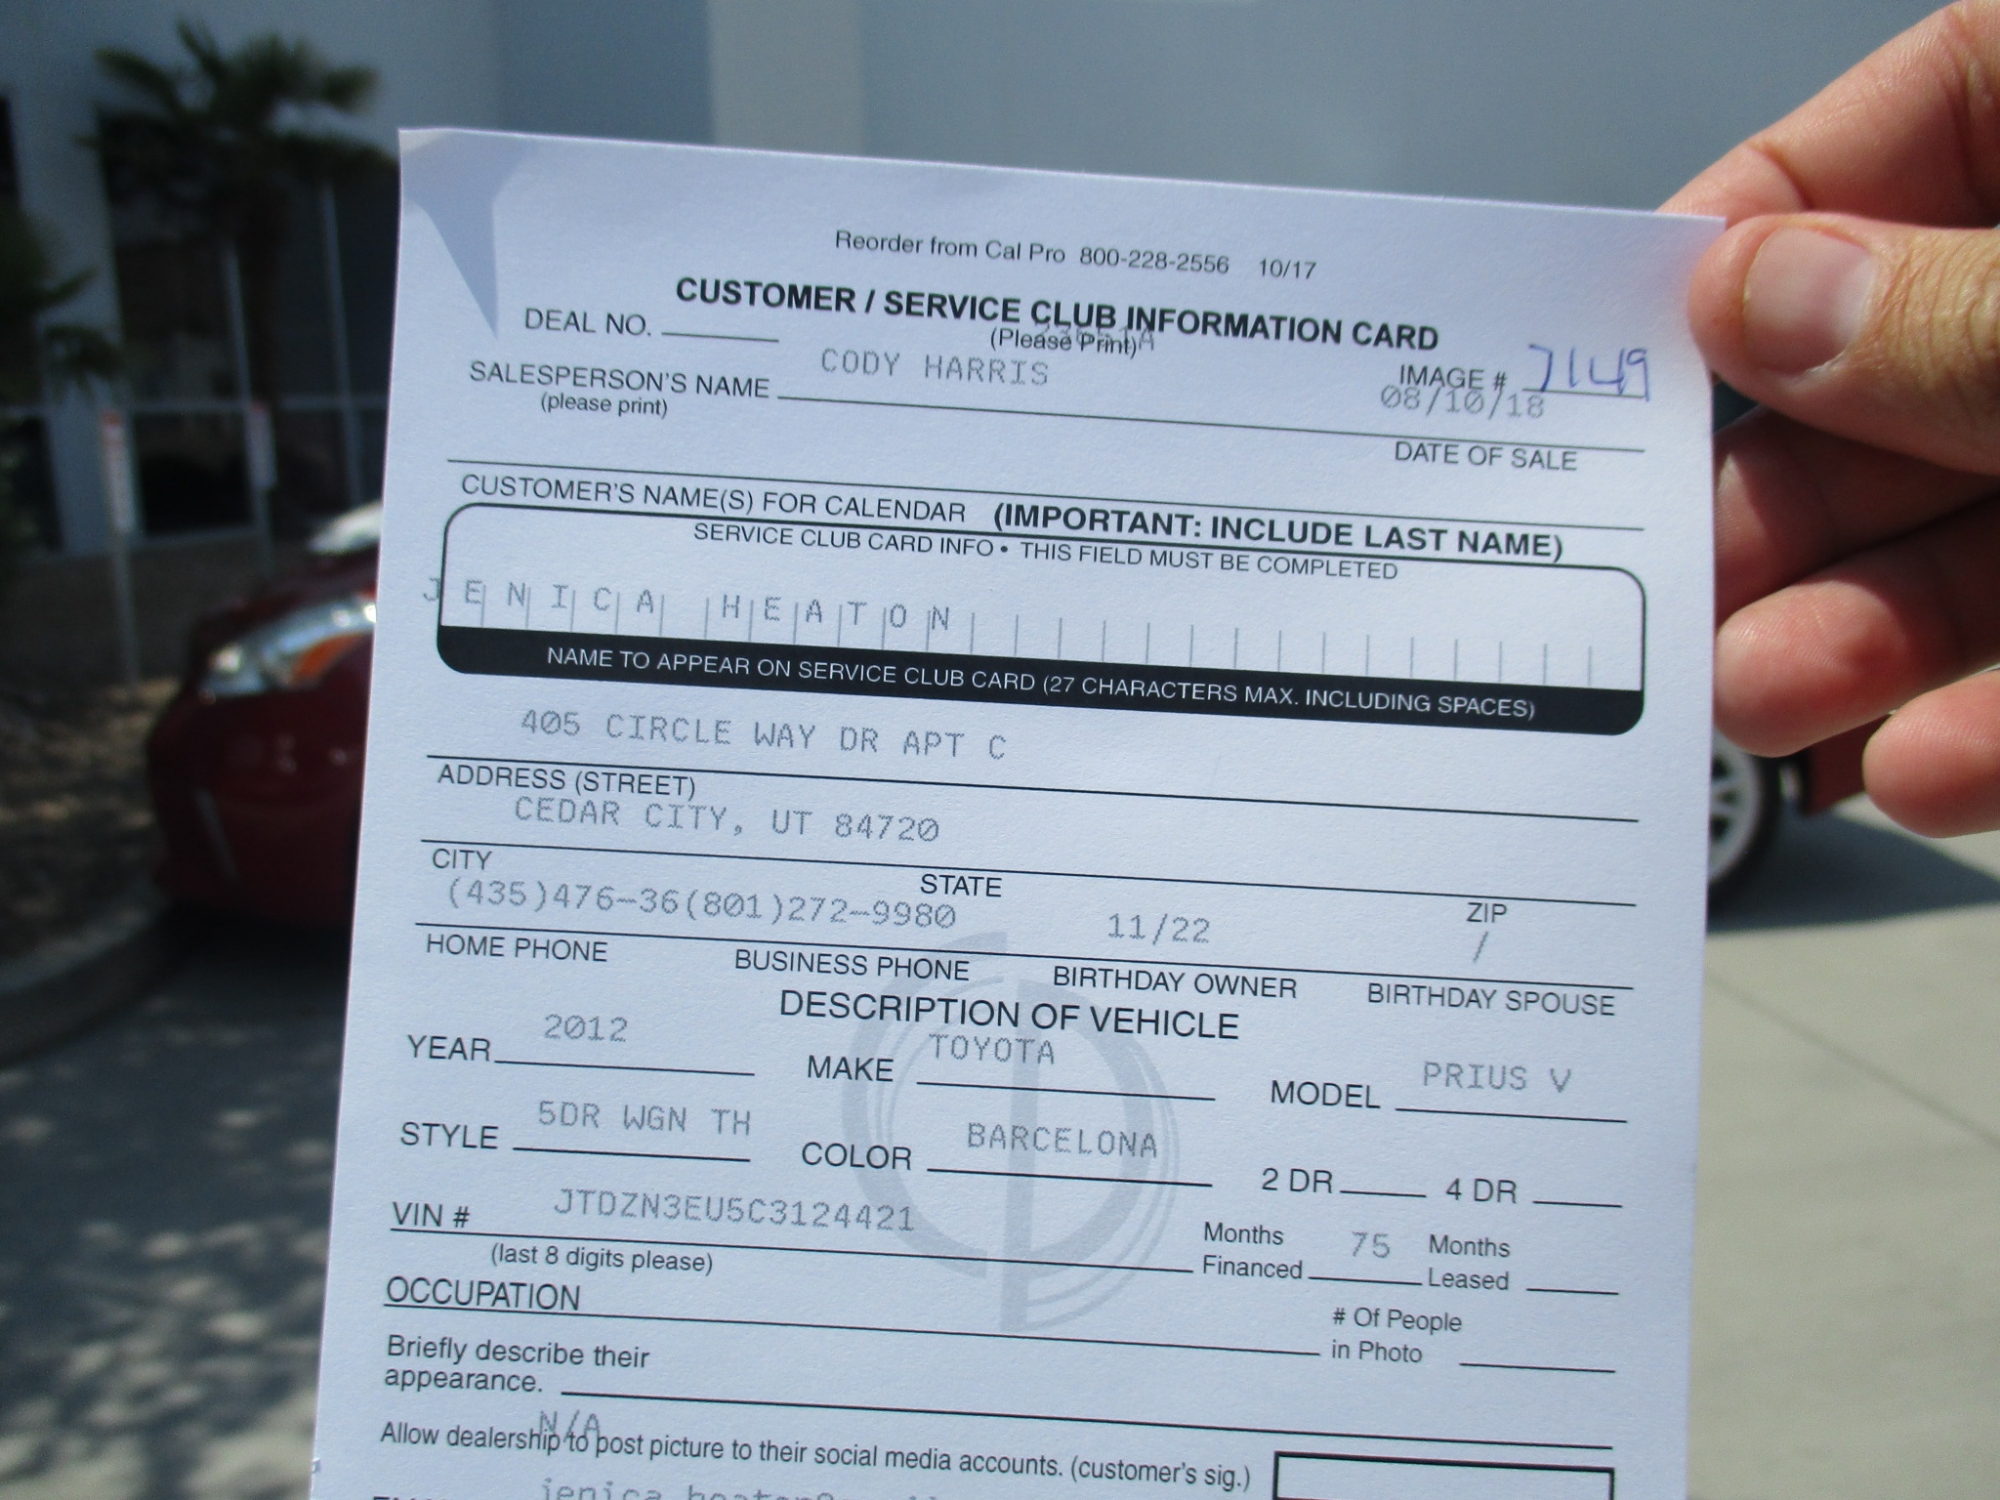 Reorder from Cal Pro 800-228-2556 10/17
CUSTOMER / SERVICE CLUB INFORMATION CARD
DEAL NO.
(Please Print)
CODY HARRIS
IMAGE # 7149
SALESPERSON'S NAME
(please print)
08/10/18
DATE OF SALE
CUSTOMER'S NAME(S) FOR CALENDAR (IMPORTANT: INCLUDE LAST NAME)
SERVICE CLUB CARD INFO • THIS FIELD MUST BE COMPLETED
JENICA HEATON
NAME TO APPEAR ON SERVICE CLUB CARD (27 CHARACTERS MAX. INCLUDING SPACES)
405 CIRCLE WAY DR APT C
ADDRESS (STREET)
CEDAR CITY, UT 84720
CITY STATE ZIP
(435)476-36(801)272-9980 11/22 /
HOME PHONE BUSINESS PHONE BIRTHDAY OWNER BIRTHDAY SPOUSE
DESCRIPTION OF VEHICLE
YEAR 2012 MAKE TOYOTA MODEL PRIUS V
STYLE 5DR WGN TH COLOR BARCELONA 2 DR 4 DR
VIN # JTDZN3EU5C3124421
(last 8 digits please)
Months Financed 75 Months Leased
OCCUPATION
# Of People in Photo
Briefly describe their
appearance.
N/A
Allow dealership to post picture to their social media accounts. (customer's sig.)